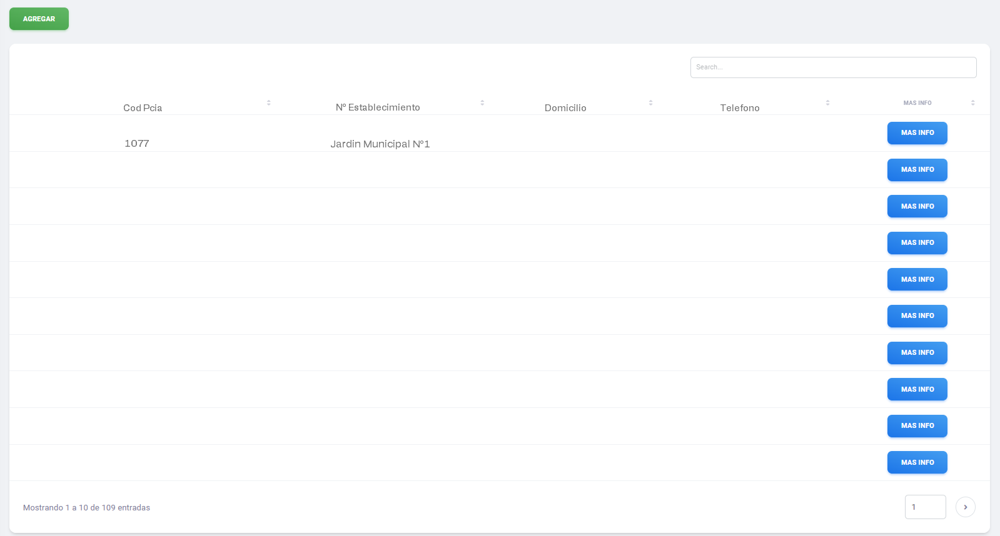 AGREGAR
Search...
Cod Pcia Nº Establecimiento Domicilio Telefono MAS INFO
1077 Jardin Municipal Nº1 MAS INFO
MAS INFO
MAS INFO
MAS INFO
MAS INFO
MAS INFO
MAS INFO
MAS INFO
MAS INFO
MAS INFO
Mostrando 1 a 10 de 109 entradas 1